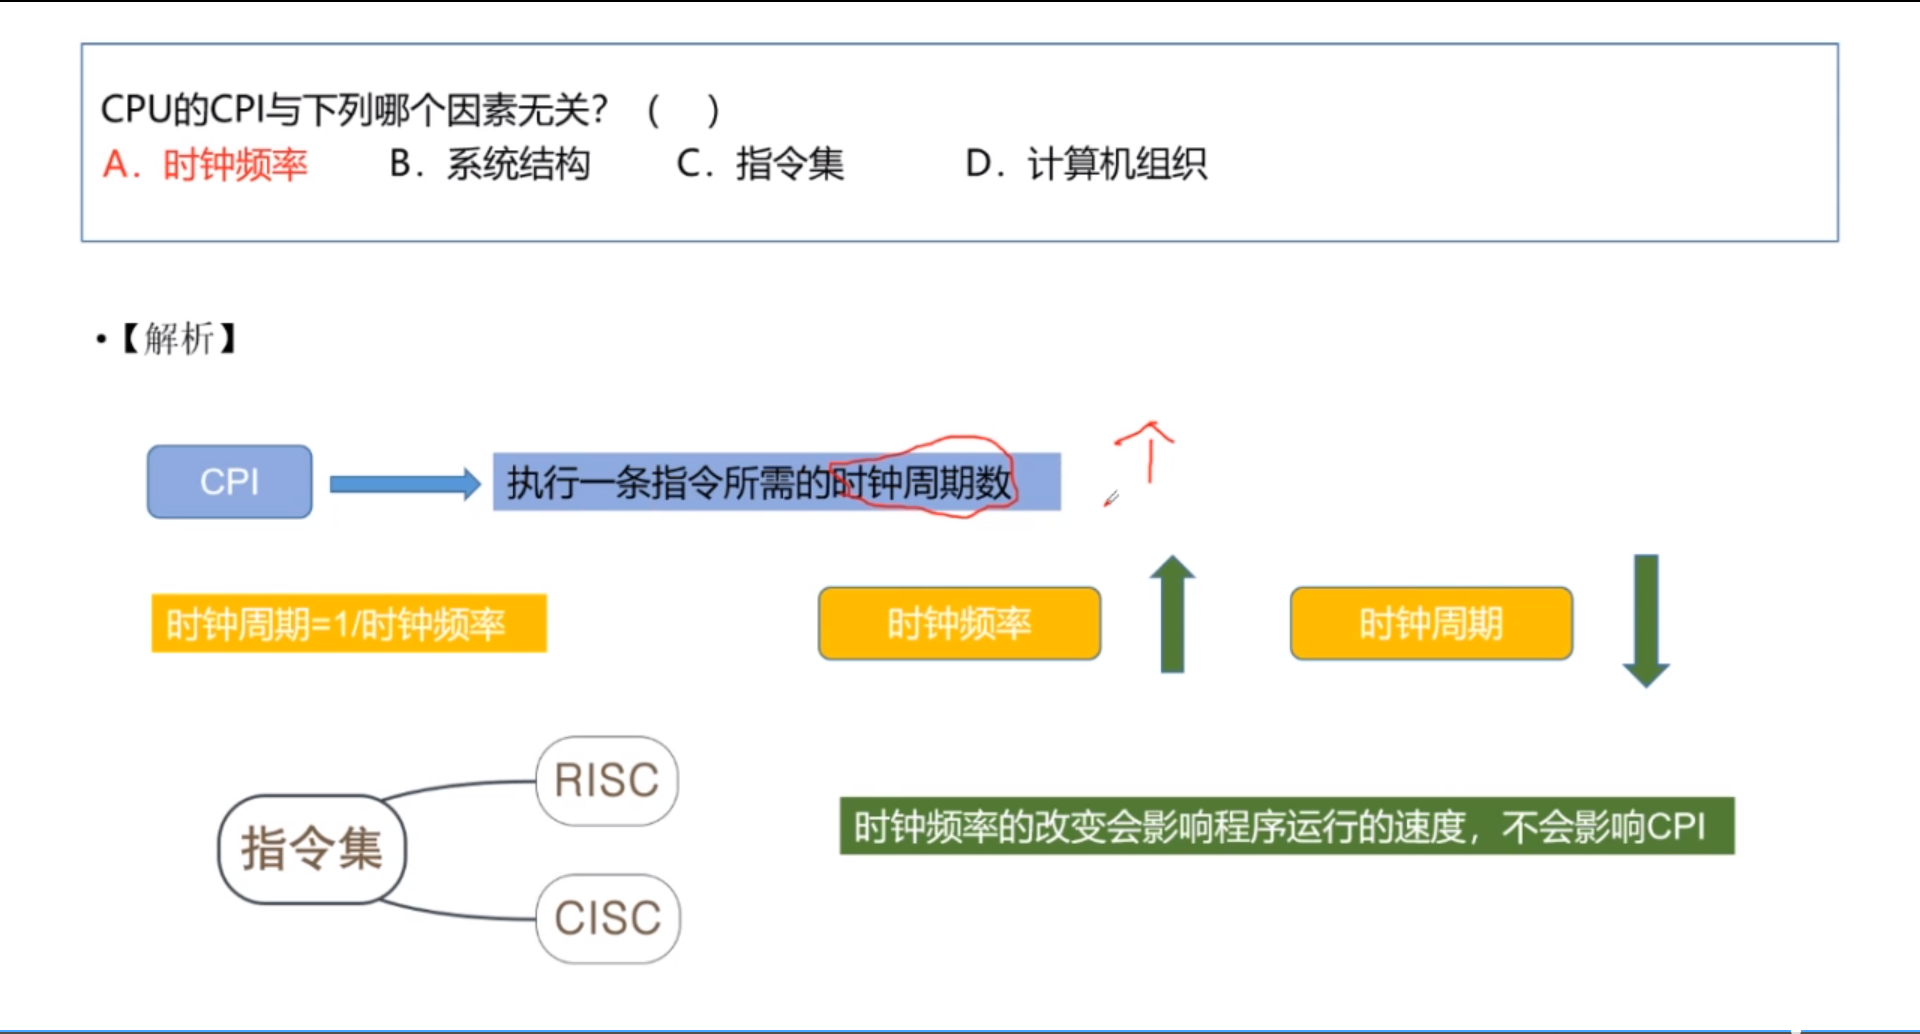 CPU的CPI与下列哪个因素无关？（ ）
A．时钟频率 B．系统结构 C．指令集 D．计算机组织
•【解析】
CPI 执行一条指令所需的时钟周期数
时钟周期=1/时钟频率 时钟频率 时钟周期
RISC
指令集
时钟频率的改变会影响程序运行的速度，不会影响CPI
CISC